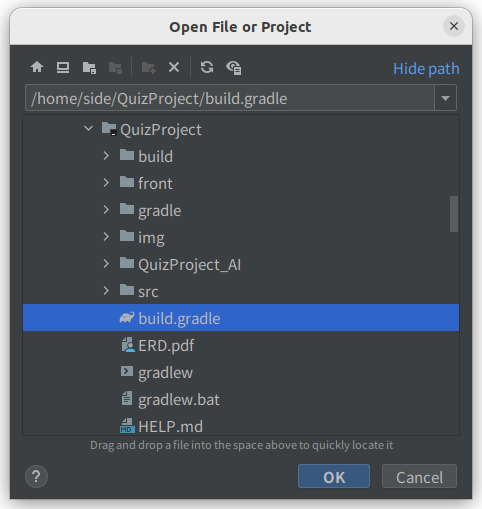 Open File or Project
Hide path
/home/side/QuizProject/build.gradle
QuizProject
build
front
gradle
img
QuizProject_AI
src
build.gradle
ERD.pdf
gradlew
gradlew.bat
MD HELP.md
Drag and drop a file into the space above to quickly locate it
? OK Cancel